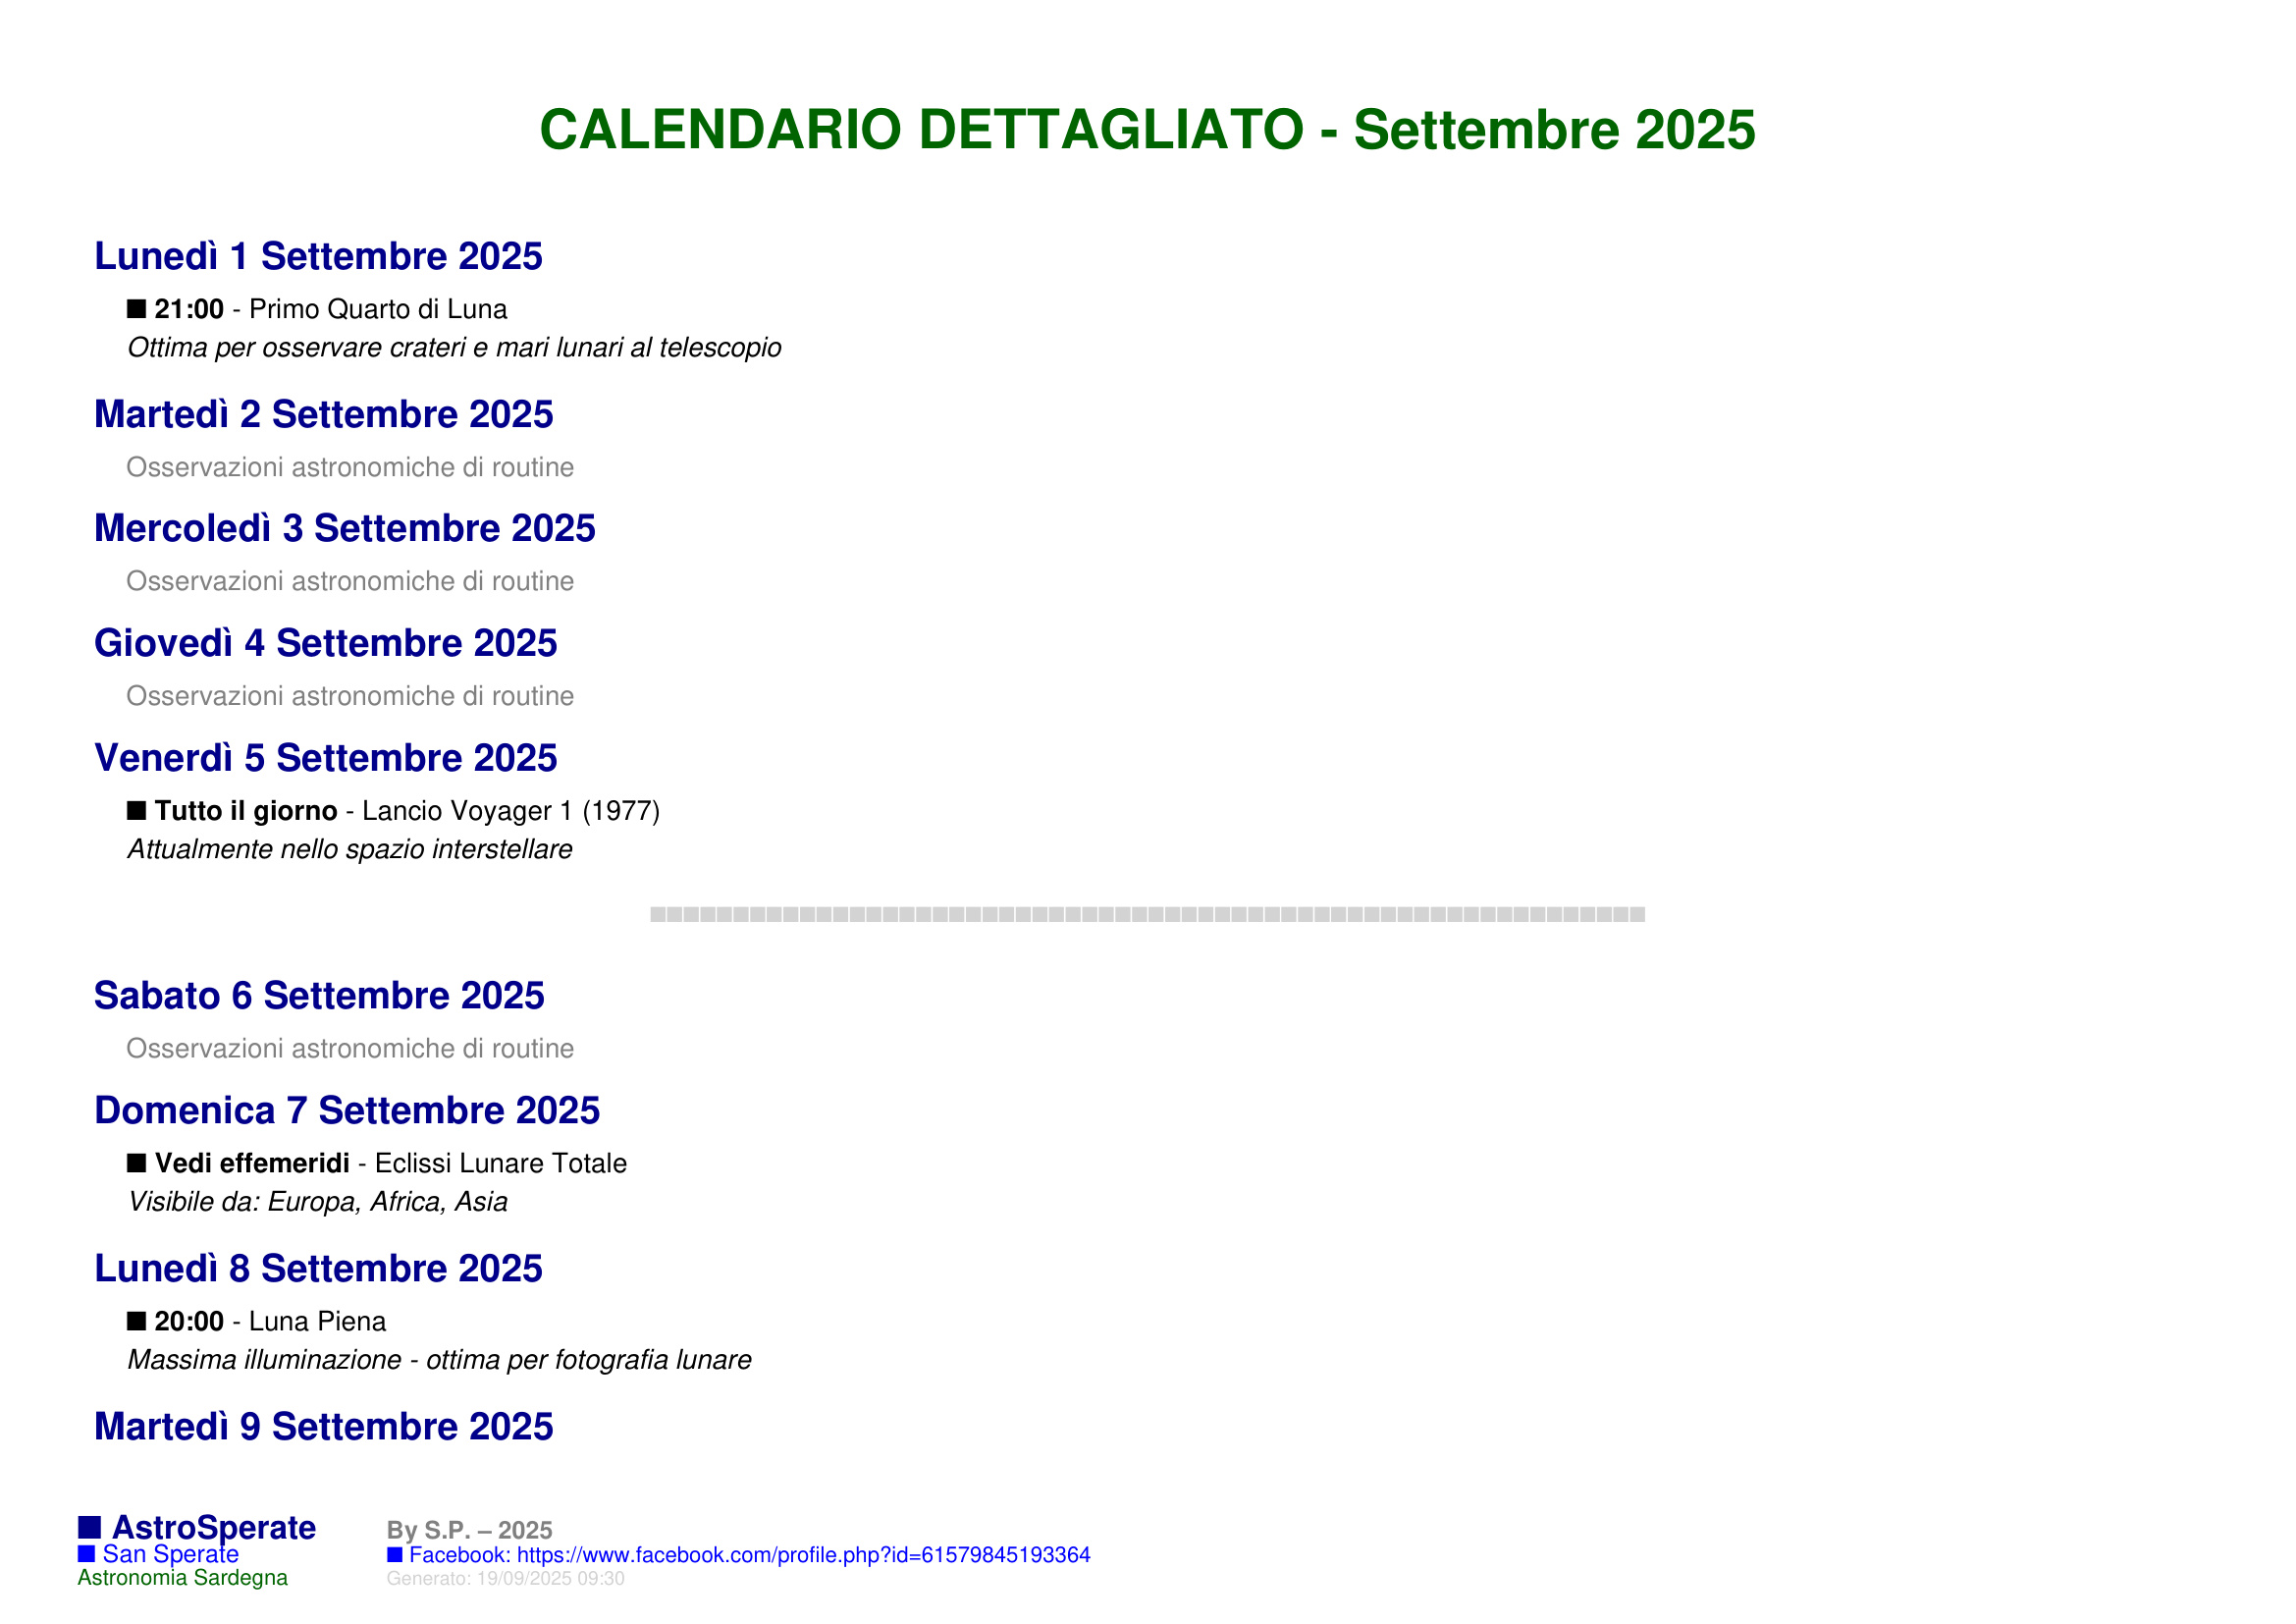 CALENDARIO DETTAGLIATO - Settembre 2025
Lunedì 1 Settembre 2025
■ 21:00 - Primo Quarto di Luna
Ottima per osservare crateri e mari lunari al telescopio
Martedì 2 Settembre 2025
Osservazioni astronomiche di routine
Mercoledì 3 Settembre 2025
Osservazioni astronomiche di routine
Giovedì 4 Settembre 2025
Osservazioni astronomiche di routine
Venerdì 5 Settembre 2025
■ Tutto il giorno - Lancio Voyager 1 (1977)
Attualmente nello spazio interstellare
Sabato 6 Settembre 2025
Osservazioni astronomiche di routine
Domenica 7 Settembre 2025
■ Vedi effemeridi - Eclissi Lunare Totale
Visibile da: Europa, Africa, Asia
Lunedì 8 Settembre 2025
■ 20:00 - Luna Piena
Massima illuminazione - ottima per fotografia lunare
Martedì 9 Settembre 2025
■ AstroSperate
■ San Sperate
Astronomia Sardegna
By S.P. – 2025
■ Facebook: https://www.facebook.com/profile.php?id=61579845193364
Generato: 19/09/2025 09:30